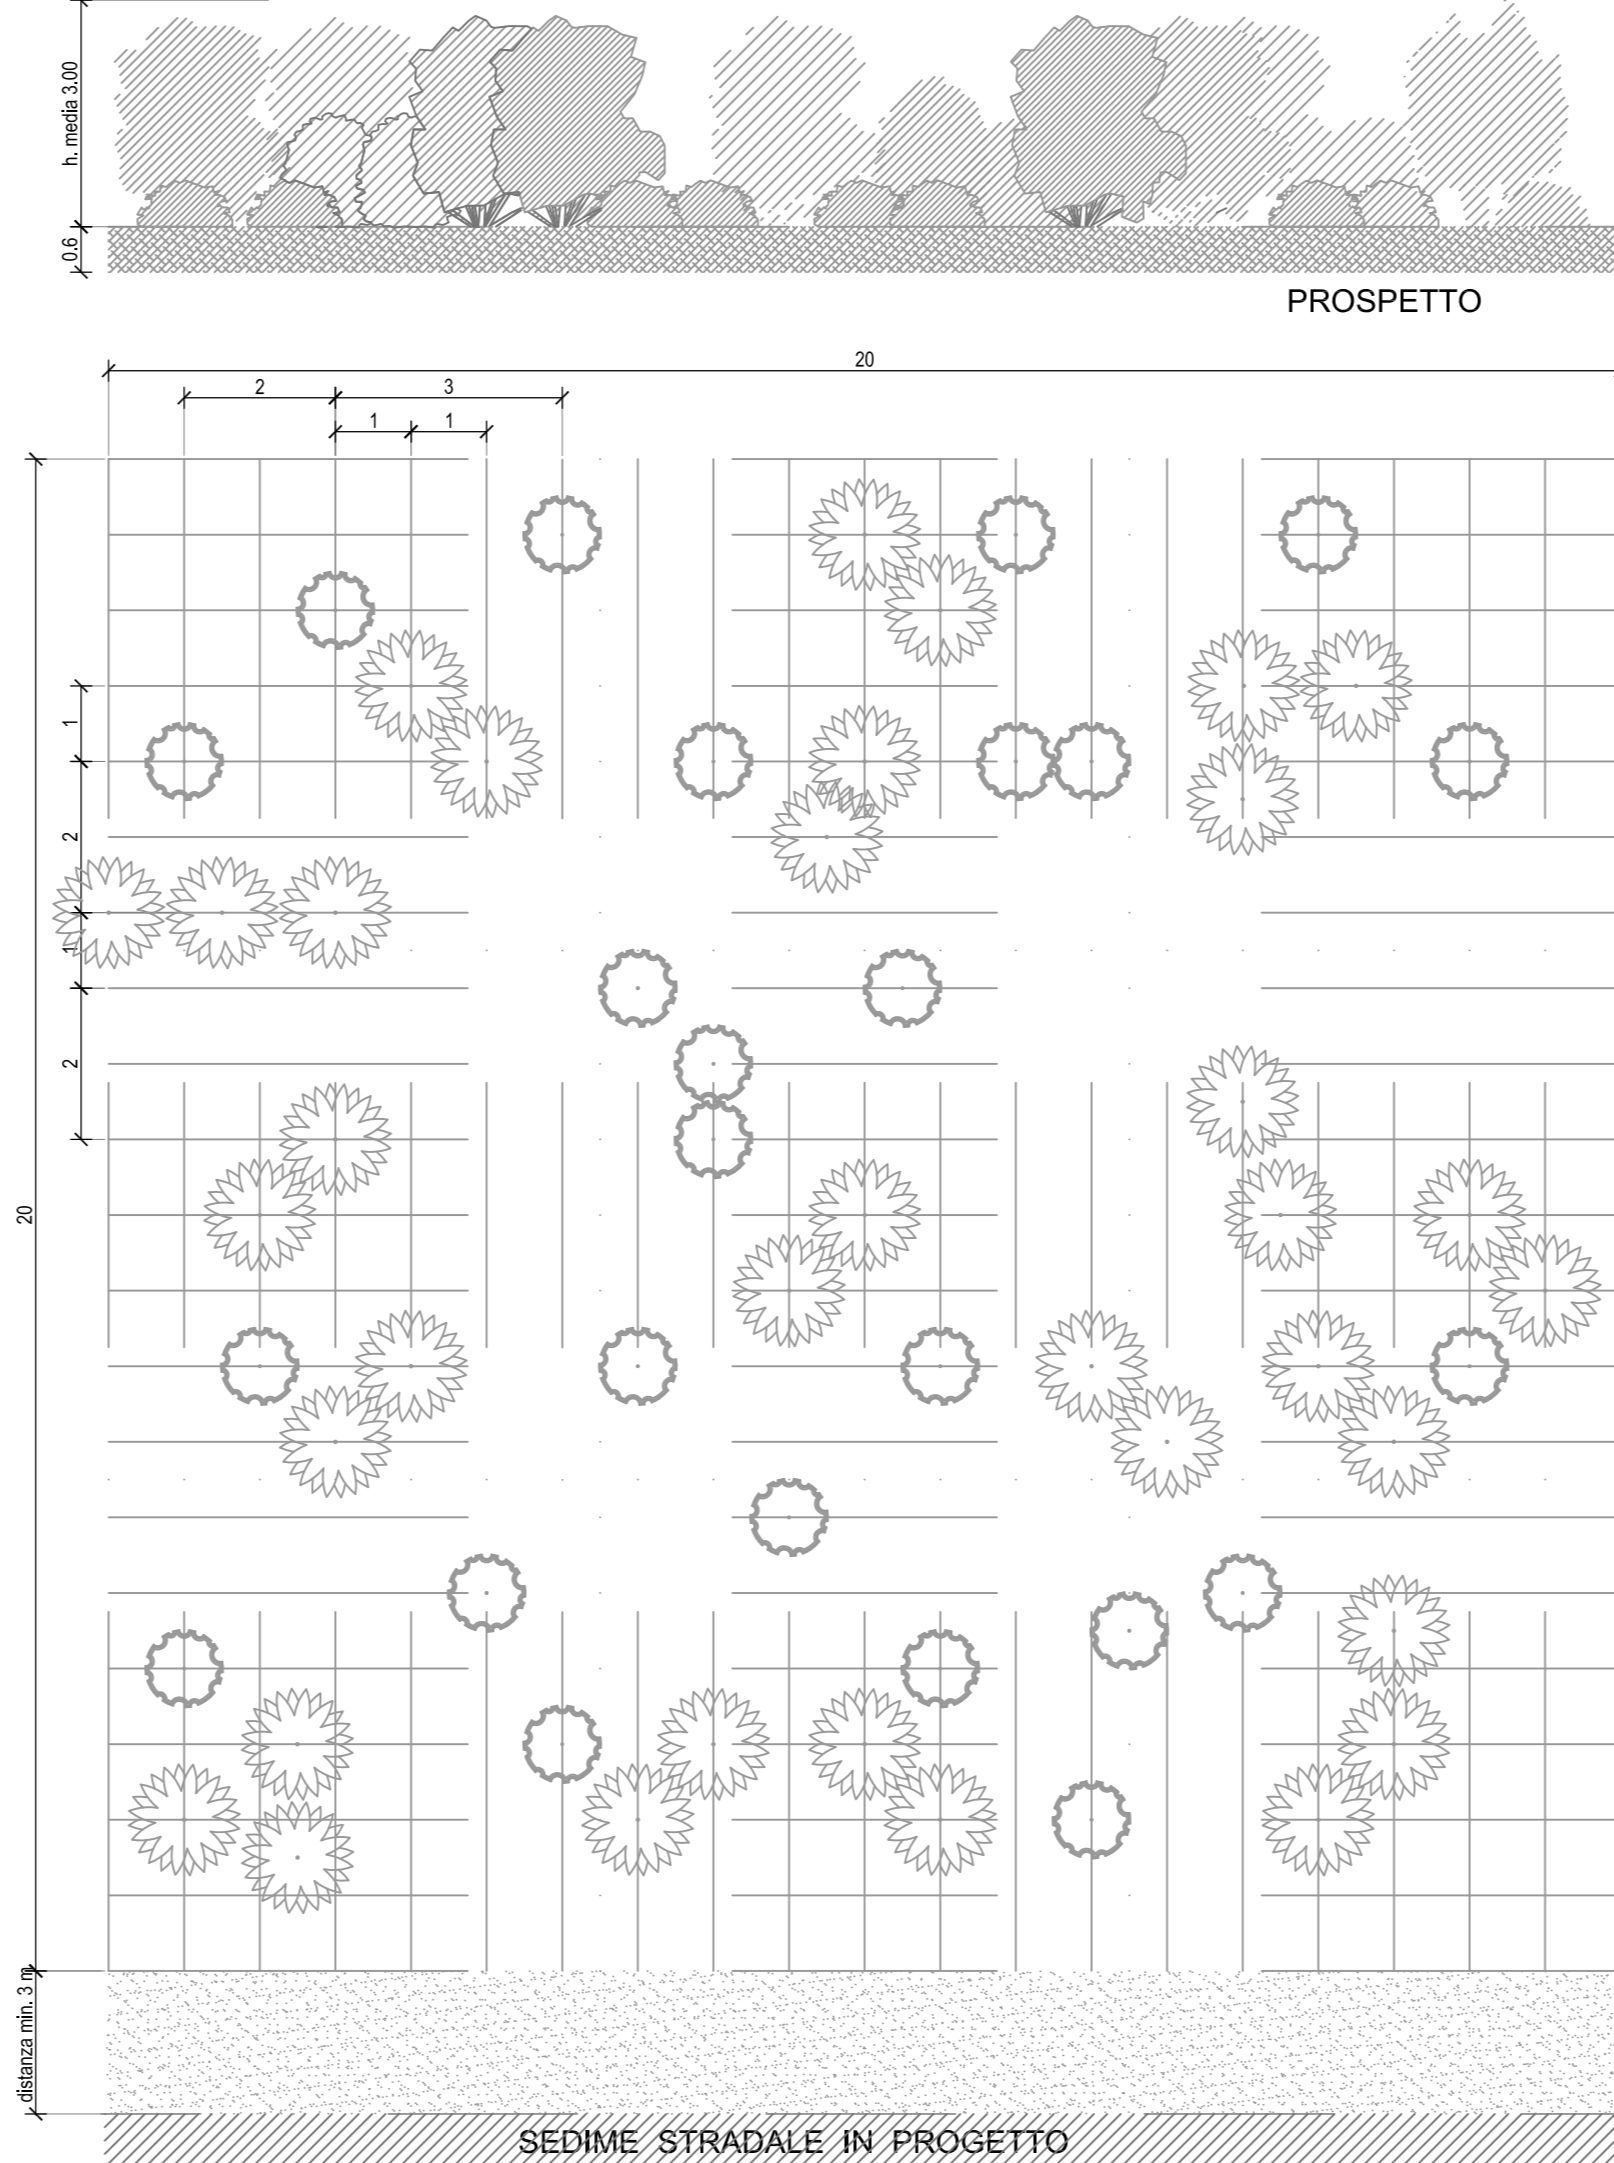 h. media 3.00
0.6
PROSPETTO
20
2
3
1
1
1
2
1
2
20
distanza min. 3 m
SEDIME STRADALE IN PROGETTO